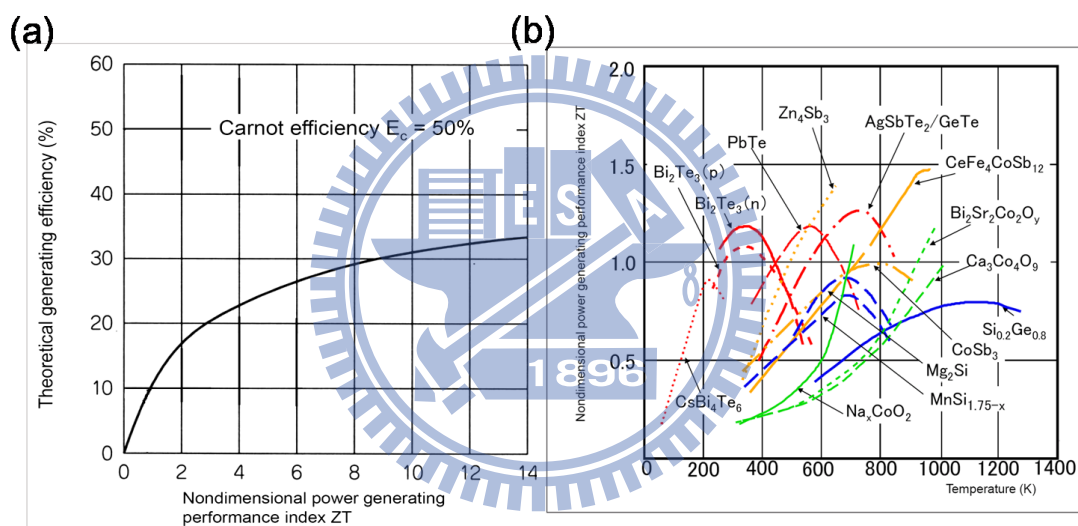 (a)
60
50
40
30
20
10
0
Theoretical generating efficiency (%)
Carnot efficiency E_c = 50%
0 2 4 6 8 10 12 14
Nondimensional power generating
performance index ZT
(b)
2.0
1.5
1.0
0.5
Nondimensional power generating performance index ZT
Zn₄Sb₃
AgSbTe₂/GeTe
PbTe
CeFe₄CoSb₁₂
Bi₂Te₃(p)
Bi₂Te₃(n)
Bi₂Sr₂Co₂O_y
Ca₃Co₄O₉
Si₀.₂Ge₀.₈
CoSb₃
Mg₂Si
MnSi₁.₇₅₋ₓ
CsBi₄Te₆
NaₓCoO₂
0 200 400 600 800 1000 1200 1400
Temperature (K)
E S A
8
1896